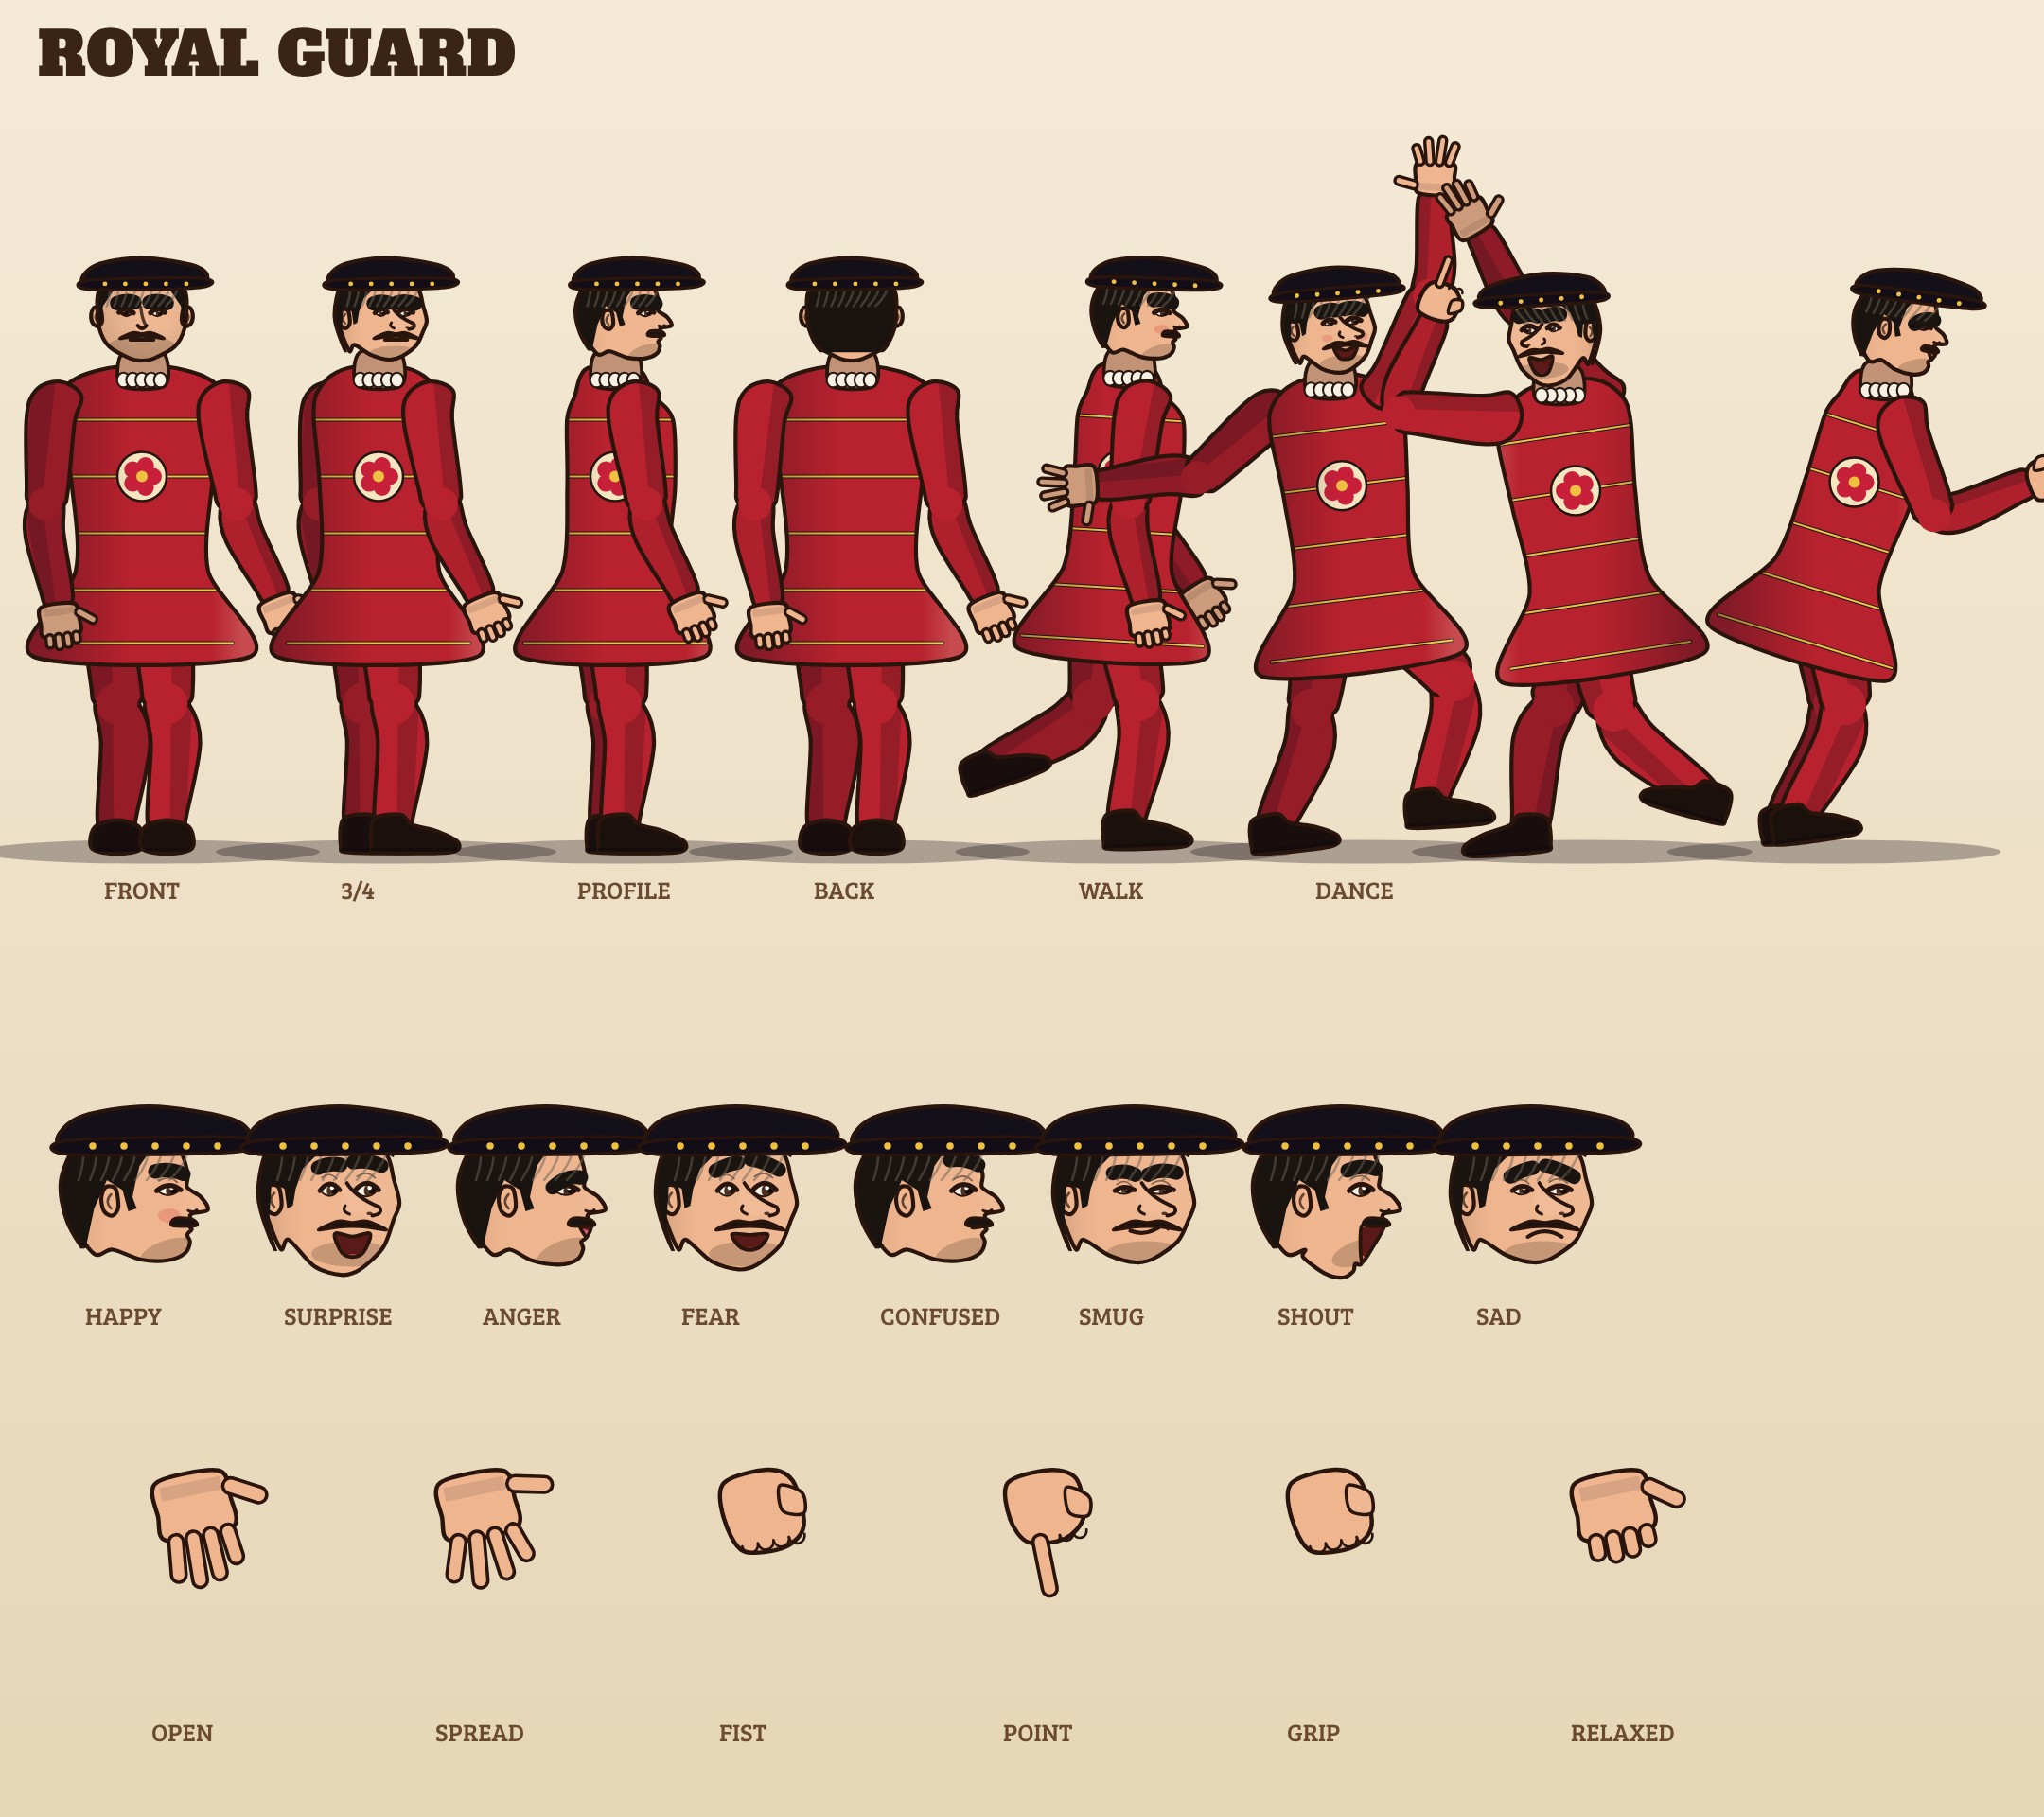 ROYAL GUARD
FRONT
3/4
PROFILE
BACK
WALK
DANCE
HAPPY
SURPRISE
ANGER
FEAR
CONFUSED
SMUG
SHOUT
SAD
OPEN
SPREAD
FIST
POINT
GRIP
RELAXED